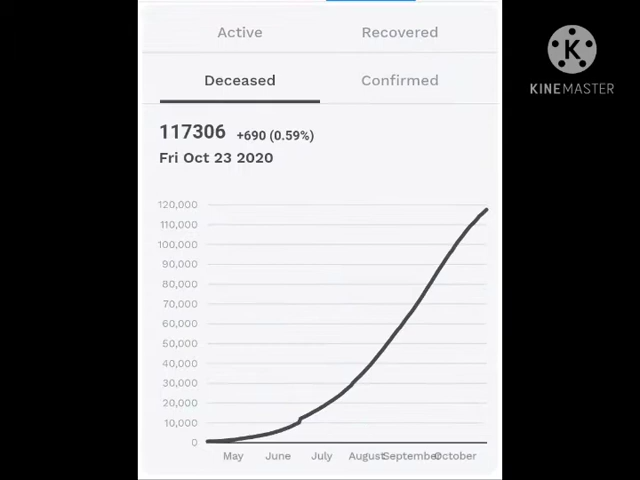 Active Recovered
Deceased Confirmed
K
KINEMASTER
117306 +690 (0.59%)
Fri Oct 23 2020
120,000
110,000
100,000
90,000
80,000
70,000
60,000
50,000
40,000
30,000
20,000
10,000
0
May June July August September October